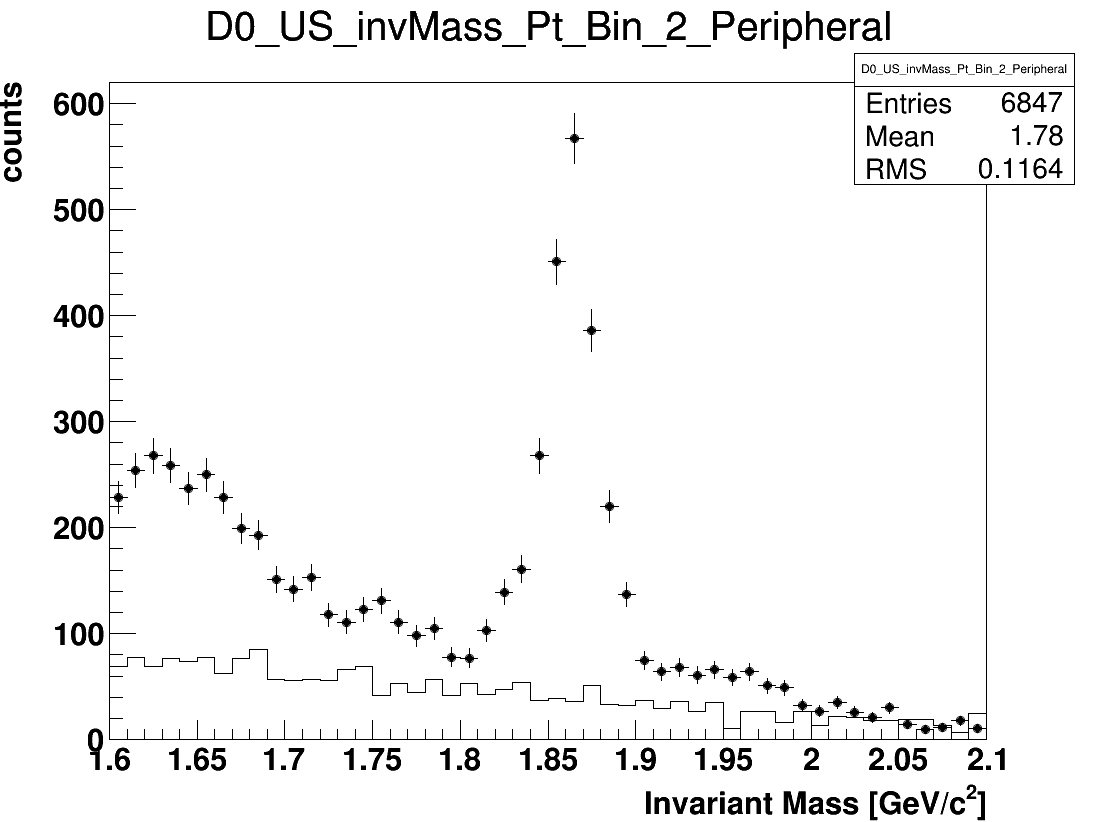 D0_US_invMass_Pt_Bin_2_Peripheral
D0_US_invMass_Pt_Bin_2_Peripheral
Entries 6847
Mean 1.78
RMS 0.1164
counts
600
500
400
300
200
100
0
1.6 1.65 1.7 1.75 1.8 1.85 1.9 1.95 2 2.05 2.1
Invariant Mass [GeV/c²]